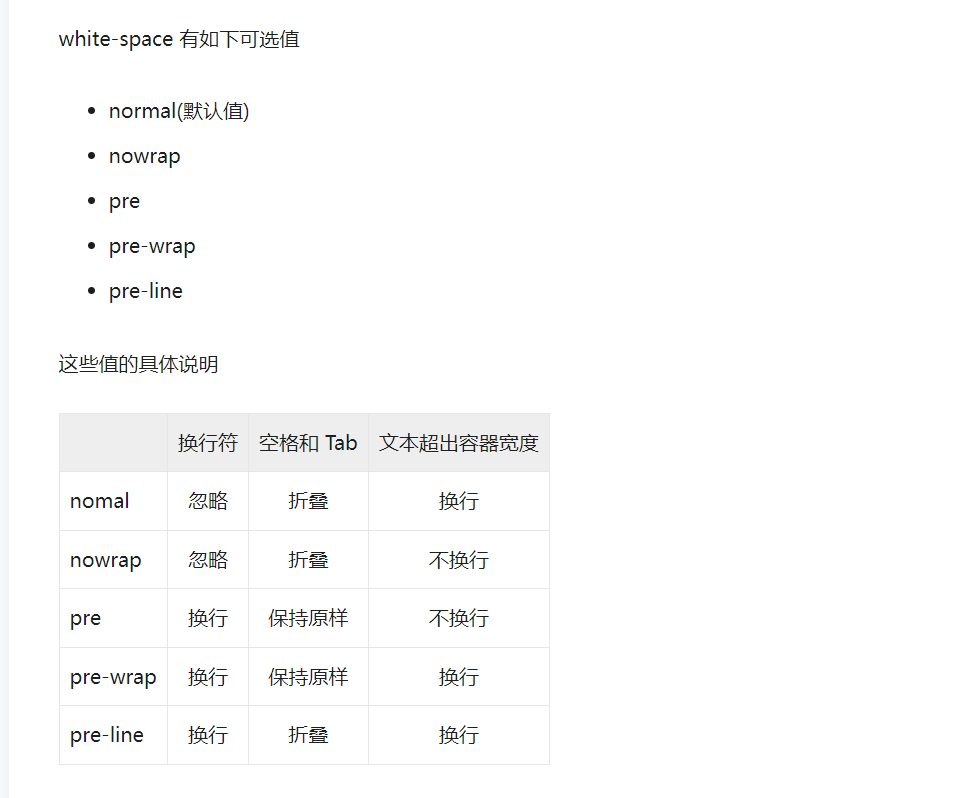 white-space 有如下可选值
normal(默认值)
nowrap
pre
pre-wrap
pre-line
这些值的具体说明
换行符 空格和 Tab 文本超出容器宽度
nomal 忽略 折叠 换行
nowrap 忽略 折叠 不换行
pre 换行 保持原样 不换行
pre-wrap 换行 保持原样 换行
pre-line 换行 折叠 换行